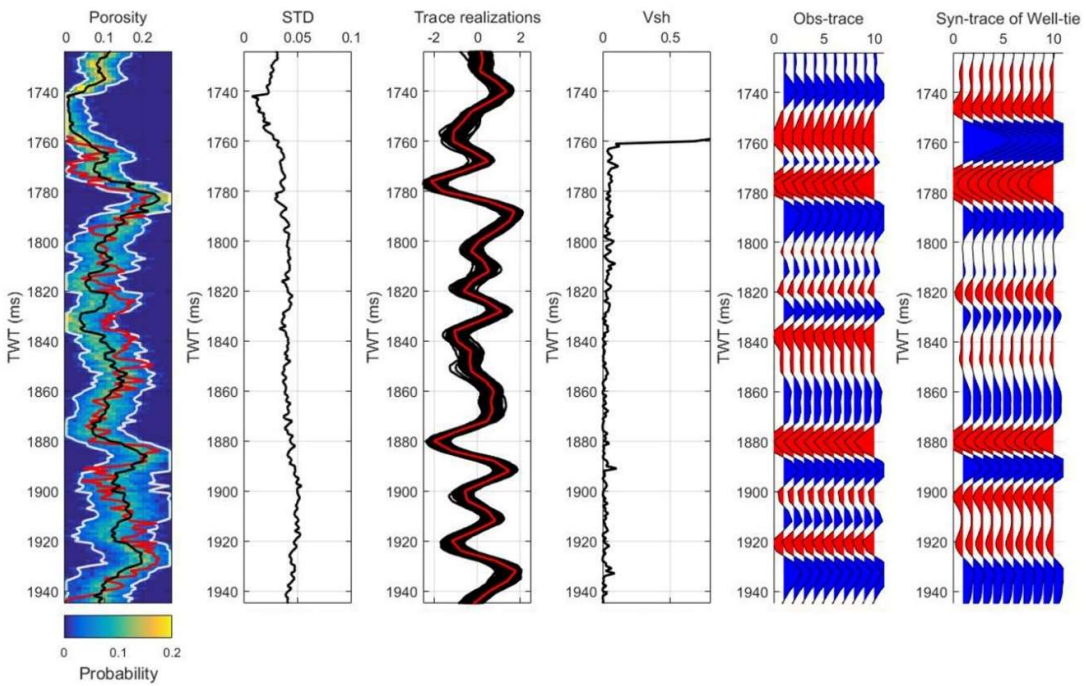 Porosity STD Trace realizations Vsh Obs-trace Syn-trace of Well-tie
0 0.1 0.2 0 0.05 0.1 -2 0 2 0 0.5 0 5 10 0 5 10
1740 1740 1740 1740 1740 1740
1760 1760 1760 1760 1760 1760
1780 1780 1780 1780 1780 1780
1800 1800 1800 1800 1800 1800
1820 1820 1820 1820 1820 1820
TWT (ms) TWT (ms) TWT (ms) TWT (ms) TWT (ms) TWT (ms)
1840 1840 1840 1840 1840 1840
1860 1860 1860 1860 1860 1860
1880 1880 1880 1880 1880 1880
1900 1900 1900 1900 1900 1900
1920 1920 1920 1920 1920 1920
1940 1940 1940 1940 1940 1940
0 0.2
Probability